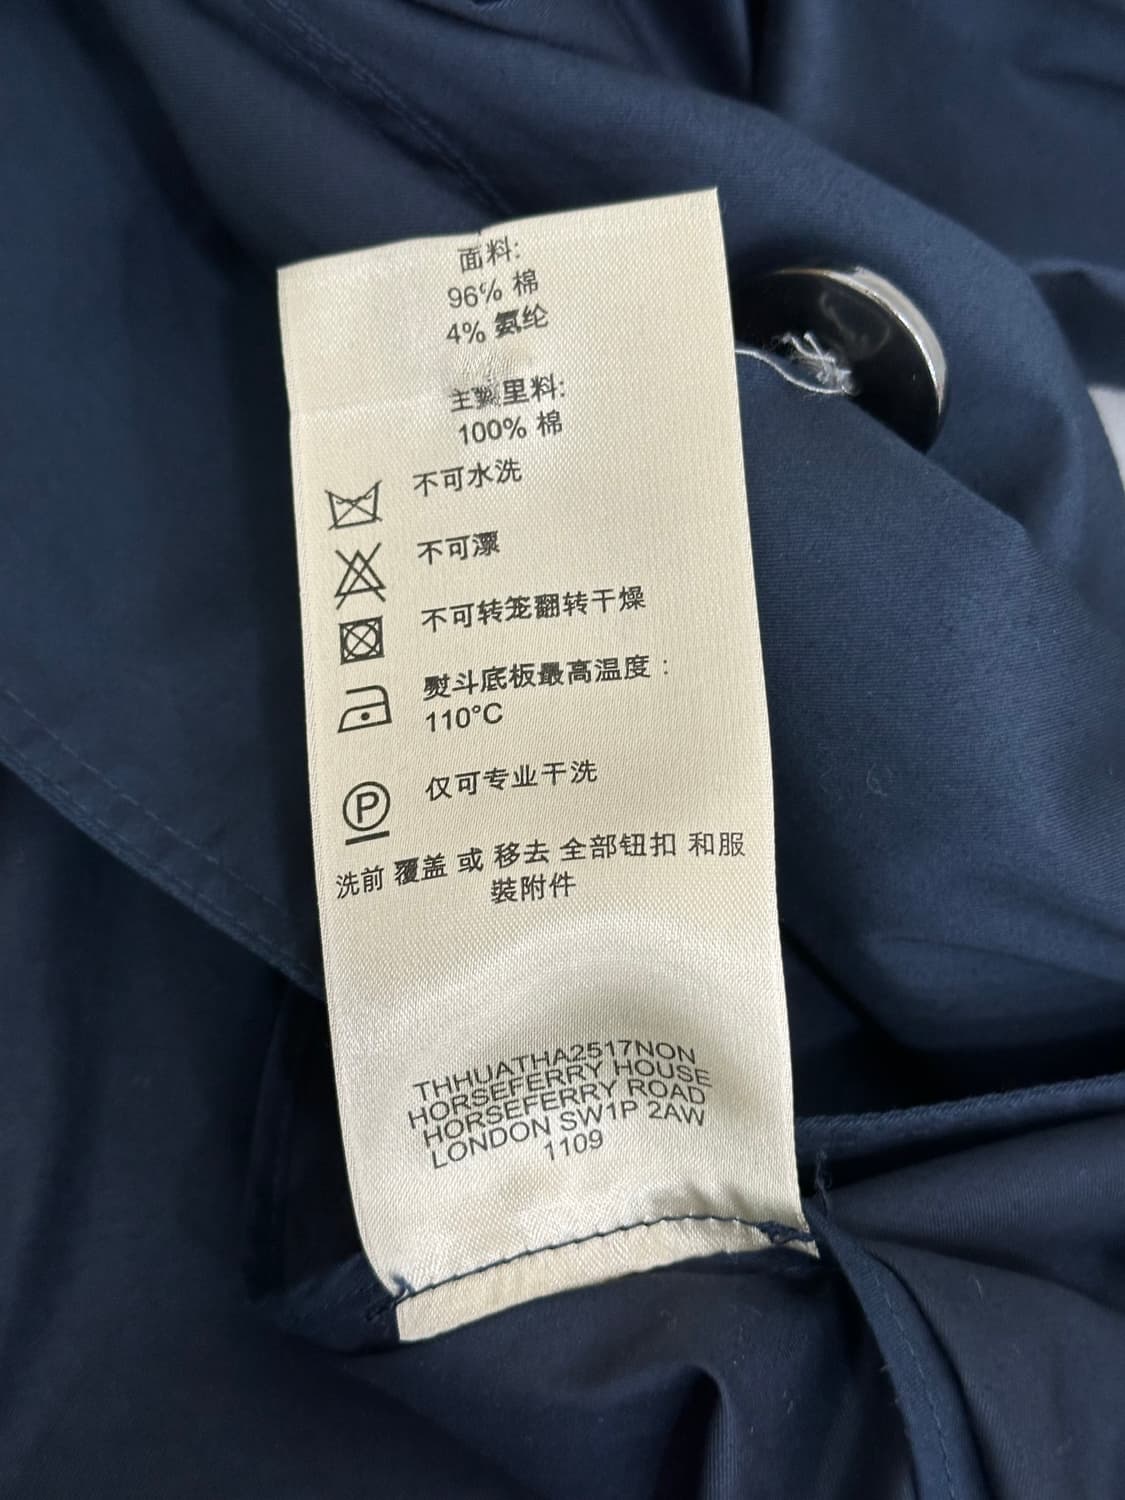 面料:
96% 棉
4% 氨纶
主 里料:
100% 棉
不可水洗
不可漂
不可转笼翻转干燥
熨斗底板最高温度:
110°C
P 仅可专业干洗
洗前 覆盖 或 移去 全部钮扣 和服
裝附件
THHUATHA2517NON
HORSEFERRY HOUSE
HORSEFERRY ROAD
LONDON SW1P 2AW
1109